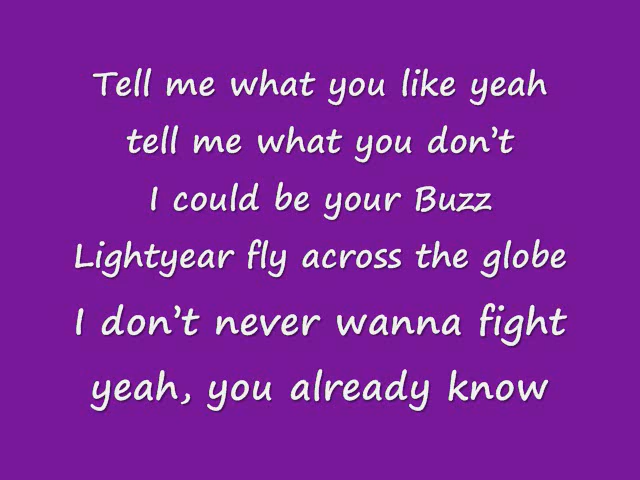 Tell me what you like yeah
tell me what you don't
I could be your Buzz
Lightyear fly across the globe
I don't never wanna fight
yeah, you already know